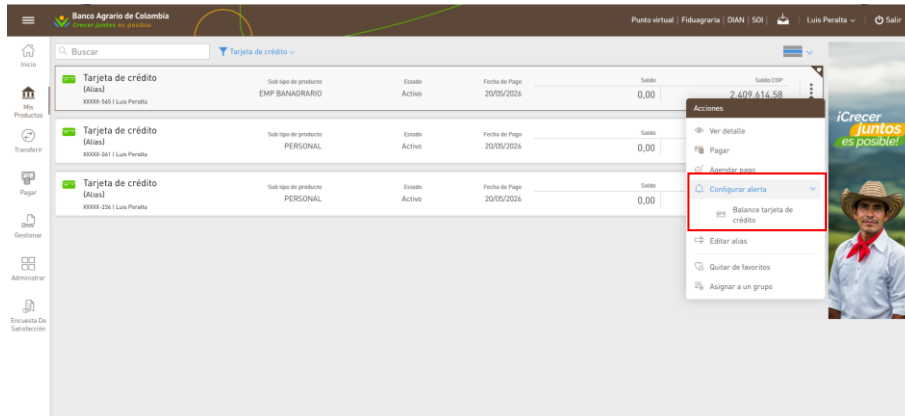 Banco Agrario de Colombia
Crecer juntos es posible
Punto virtual | Fiduagraria | DIAN | SOI |
Luis Peralta
Salir
Inicio
Mis
Productos
Transferir
Pagar
Gestionar
Administrar
Encuesta De
Satisfacción
Buscar
Tarjeta de crédito
Tarjeta de crédito
(Alias)
XXXXX-565 | Luis Peralta
Sub tipo de producto
EMP BANAGRARIO
Estado
Activo
Fecha de Pago
20/05/2026
Saldo
0,00
Saldo COP
2.409.614,58
Tarjeta de crédito
(Alias)
XXXXX-061 | Luis Peralta
Sub tipo de producto
PERSONAL
Estado
Activo
Fecha de Pago
20/05/2026
Saldo
0,00
Tarjeta de crédito
(Alias)
XXXXX-236 | Luis Peralta
Sub tipo de producto
PERSONAL
Estado
Activo
Fecha de Pago
20/05/2026
Saldo
0,00
Acciones
Ver detalle
Pagar
Agendar pago
Configurar alerta
Balance tarjeta de
crédito
Editar alias
Quitar de favoritos
Asignar a un grupo
¡Crecer
juntos
es posible!